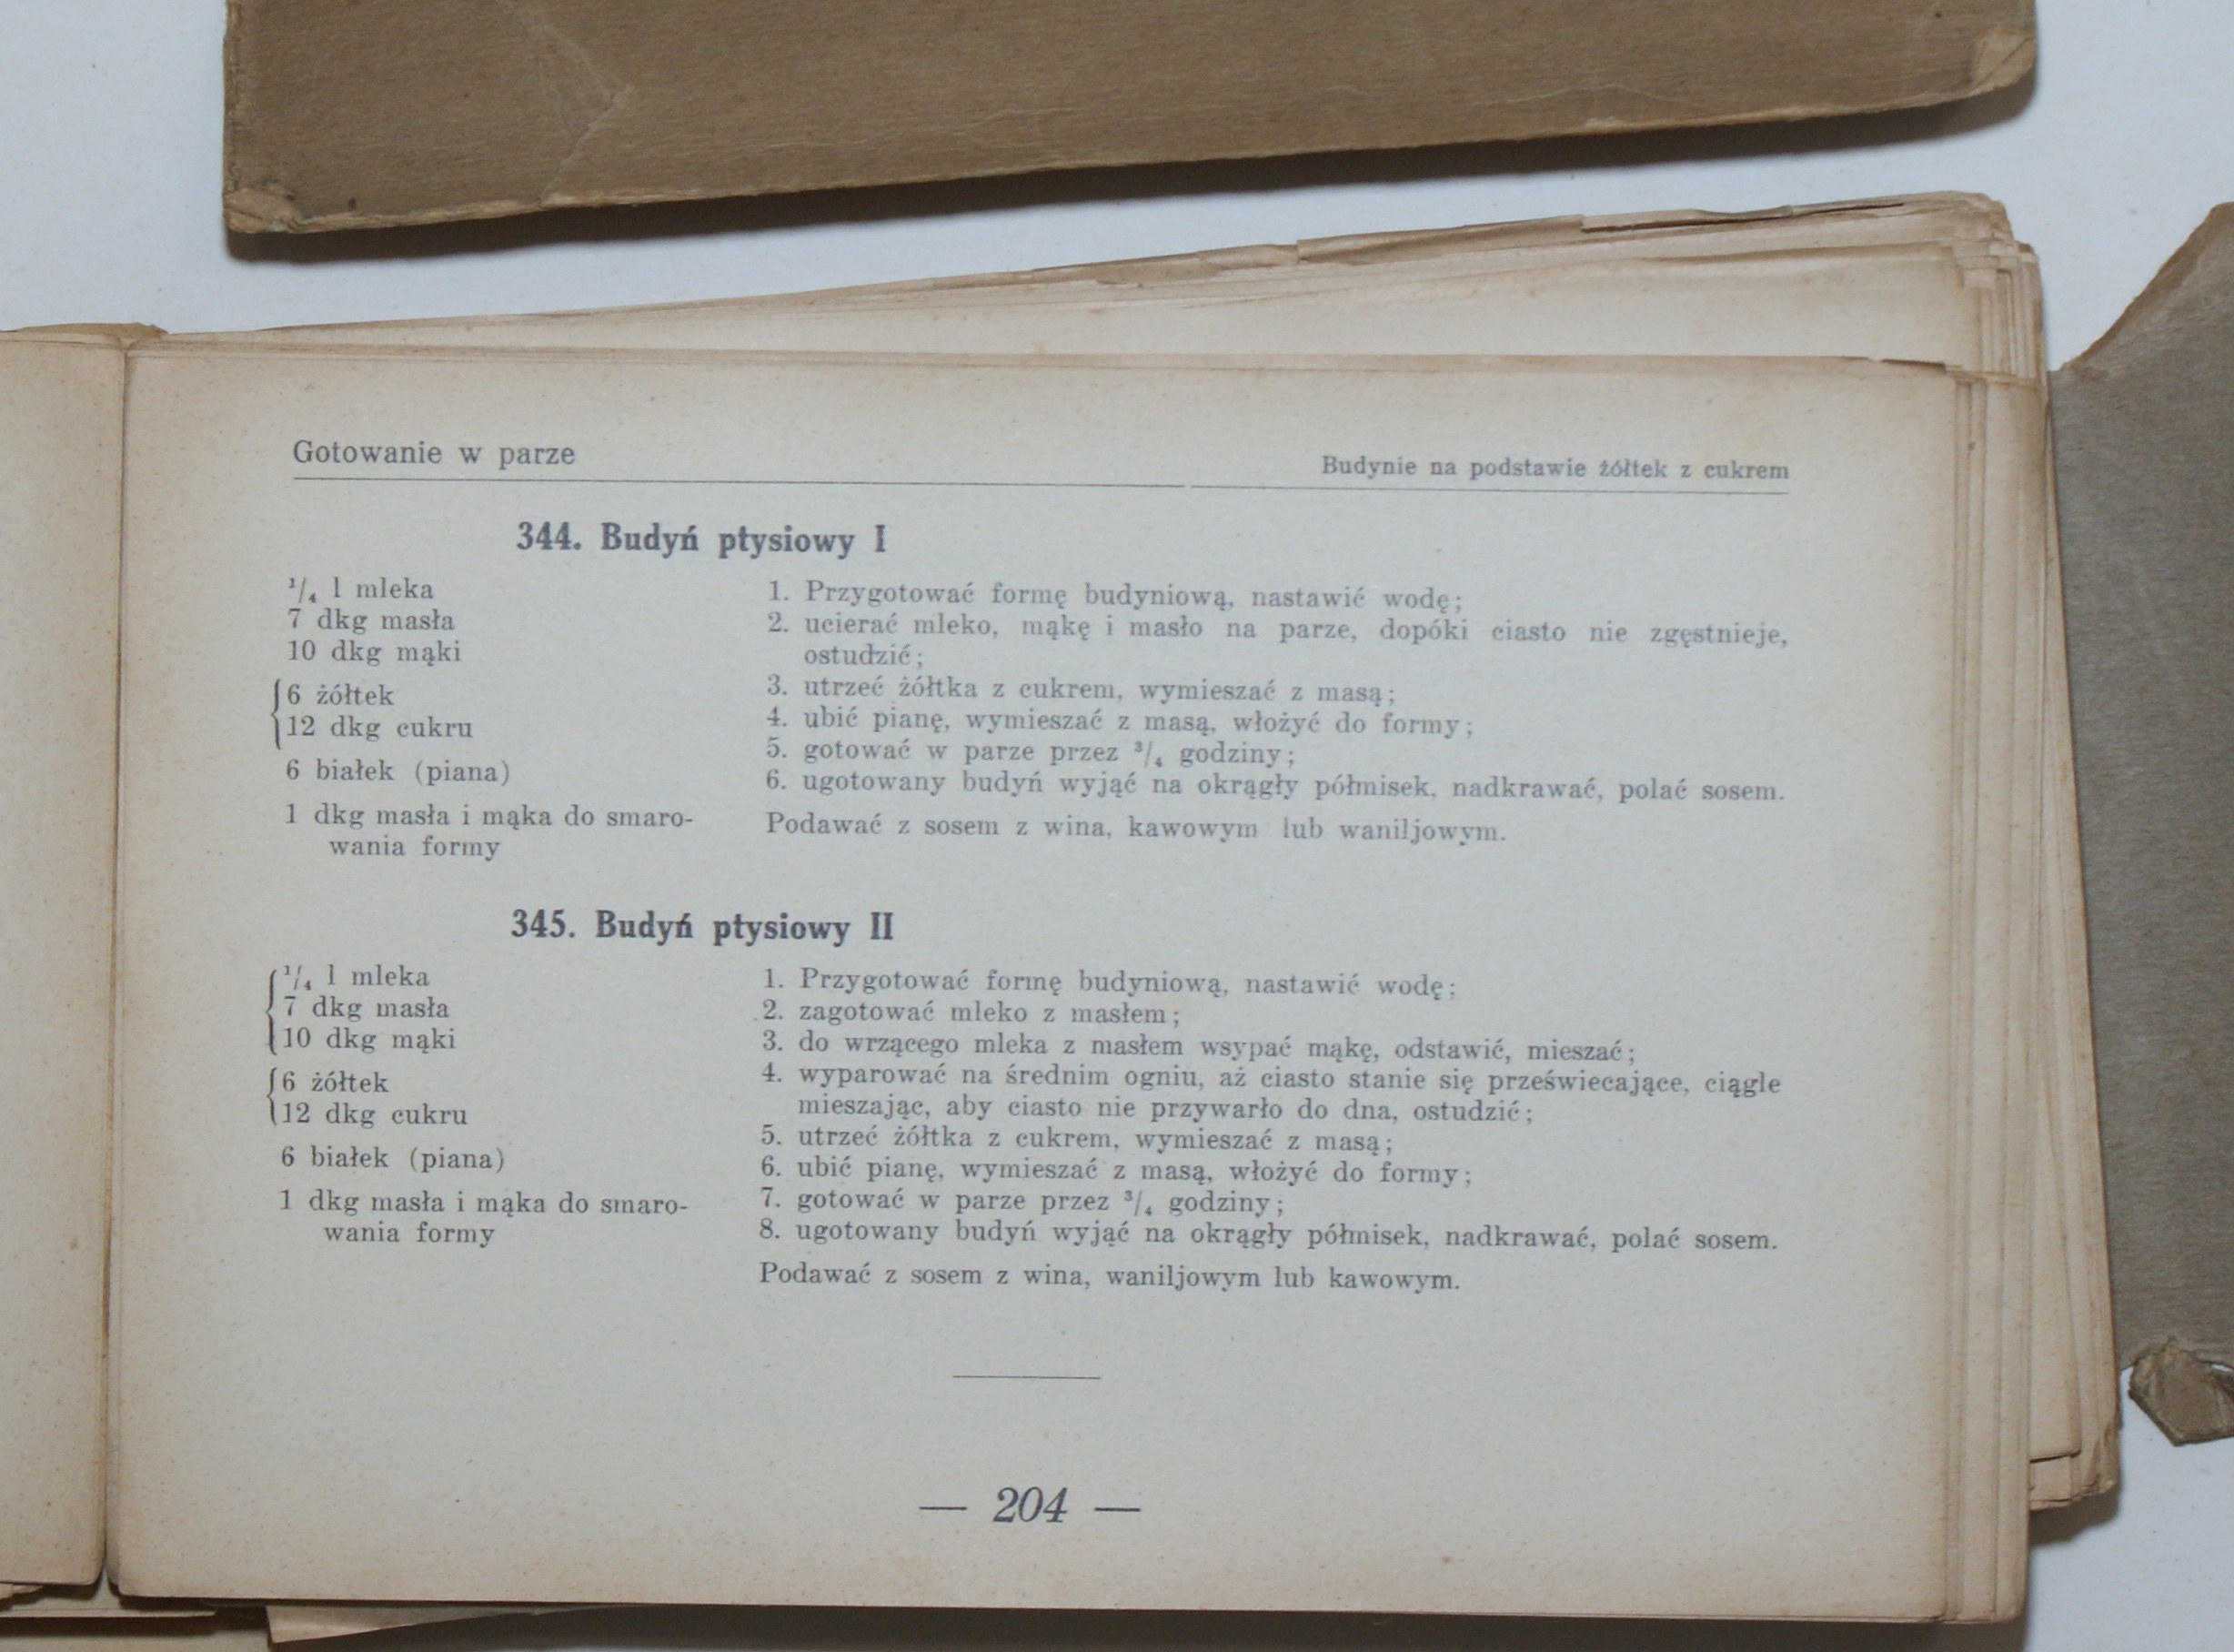 Gotowanie w parze
Budynie na podstawie żółtek z cukrem
344. Budyń ptysiowy I
¹/₄ l mleka
7 dkg masła
10 dkg mąki
6 żółtek
12 dkg cukru
6 białek (piana)
1 dkg masła i mąka do smaro-
wania formy
1. Przygotować formę budyniową, nastawić wodę;
2. ucierać mleko, mąkę i masło na parze, dopóki ciasto nie zgęstnieje,
ostudzić;
3. utrzeć żółtka z cukrem, wymieszać z masą;
4. ubić pianę, wymieszać z masą, włożyć do formy;
5. gotować w parze przez ³/₄ godziny;
6. ugotowany budyń wyjąć na okrągły półmisek, nadkrawać, polać sosem.
Podawać z sosem z wina, kawowym lub waniljowym.
345. Budyń ptysiowy II
¹/₄ l mleka
7 dkg masła
10 dkg mąki
6 żółtek
12 dkg cukru
6 białek (piana)
1 dkg masła i mąka do smaro-
wania formy
1. Przygotować formę budyniową, nastawić wodę;
2. zagotować mleko z masłem;
3. do wrzącego mleka z masłem wsypać mąkę, odstawić, mieszać;
4. wyparować na średnim ogniu, aż ciasto stanie się przeświecające, ciągle
mieszając, aby ciasto nie przywarło do dna, ostudzić;
5. utrzeć żółtka z cukrem, wymieszać z masą;
6. ubić pianę, wymieszać z masą, włożyć do formy;
7. gotować w parze przez ³/₄ godziny;
8. ugotowany budyń wyjąć na okrągły półmisek, nadkrawać, polać sosem.
Podawać z sosem z wina, waniljowym lub kawowym.
— 204 —